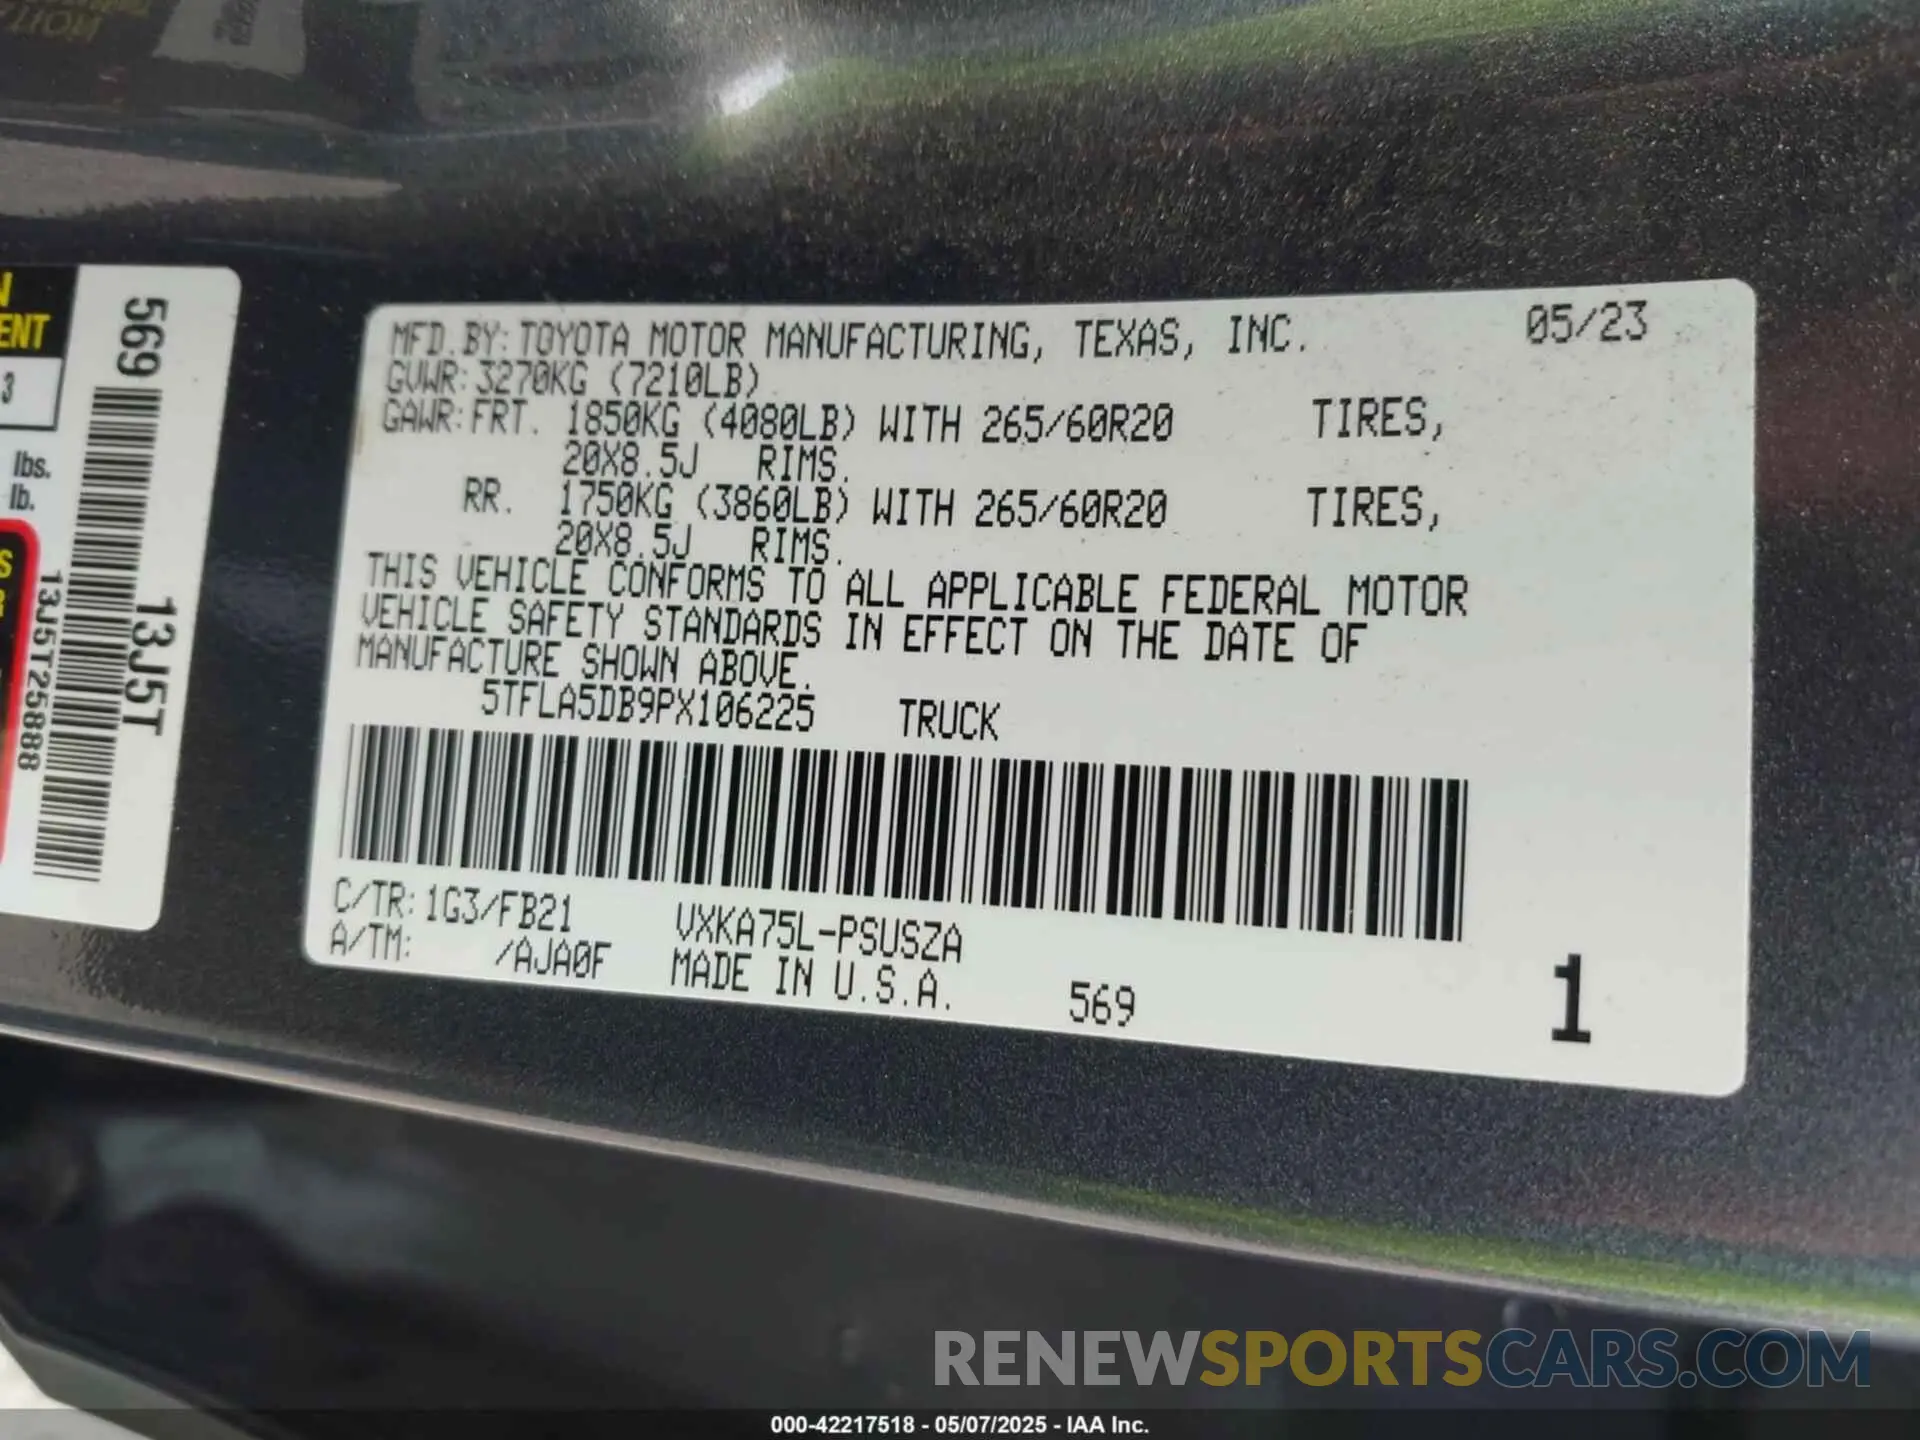 569
N
ENT
3
lbs.
lb.
S
13J5T
13J5T25888
MFD.BY: TOYOTA MOTOR MANUFACTURING, TEXAS, INC. 05/23
GVWR: 3270KG (7210LB)
GAWR: FRT. 1850KG (4080LB) WITH 265/60R20 TIRES,
20X8.5J RIMS.
RR. 1750KG (3860LB) WITH 265/60R20 TIRES,
20X8.5J RIMS.
THIS VEHICLE CONFORMS TO ALL APPLICABLE FEDERAL MOTOR
VEHICLE SAFETY STANDARDS IN EFFECT ON THE DATE OF
MANUFACTURE SHOWN ABOVE.
5TFLA5DB9PX106225 TRUCK
C/TR: 1G3/FB21 VXKA75L-PSUSZA
A/TM: /AJA0F MADE IN U.S.A. 569
1
RENEWSPORTSCARS.COM
000-42217518 - 05/07/2025 - IAA Inc.